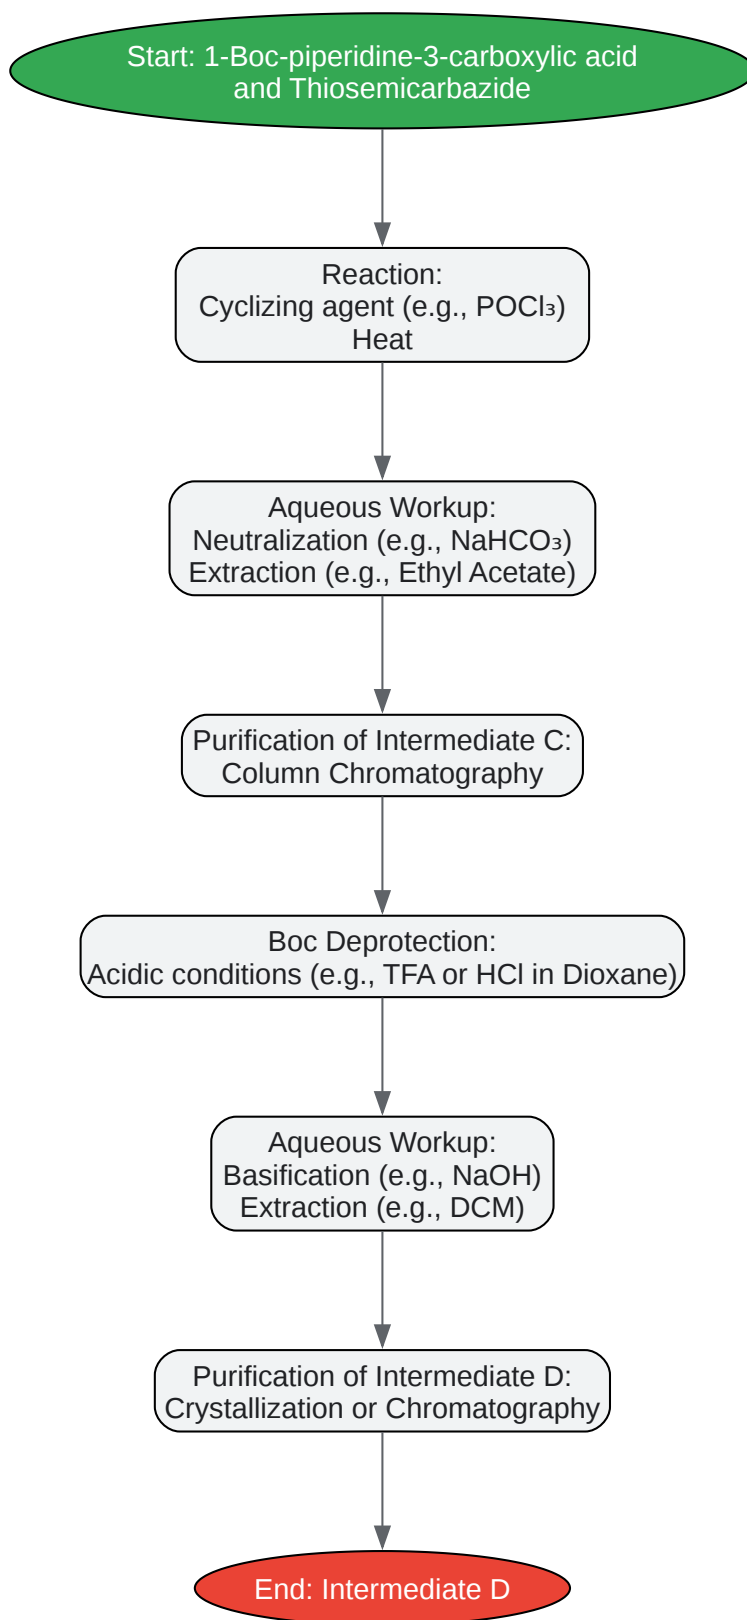 Start: 1-Boc-piperidine-3-carboxylic acid
and Thiosemicarbazide
Reaction:
Cyclizing agent (e.g., POCl₃)
Heat
Aqueous Workup:
Neutralization (e.g., NaHCO₃)
Extraction (e.g., Ethyl Acetate)
Purification of Intermediate C:
Column Chromatography
Boc Deprotection:
Acidic conditions (e.g., TFA or HCl in Dioxane)
Aqueous Workup:
Basification (e.g., NaOH)
Extraction (e.g., DCM)
Purification of Intermediate D:
Crystallization or Chromatography
End: Intermediate D